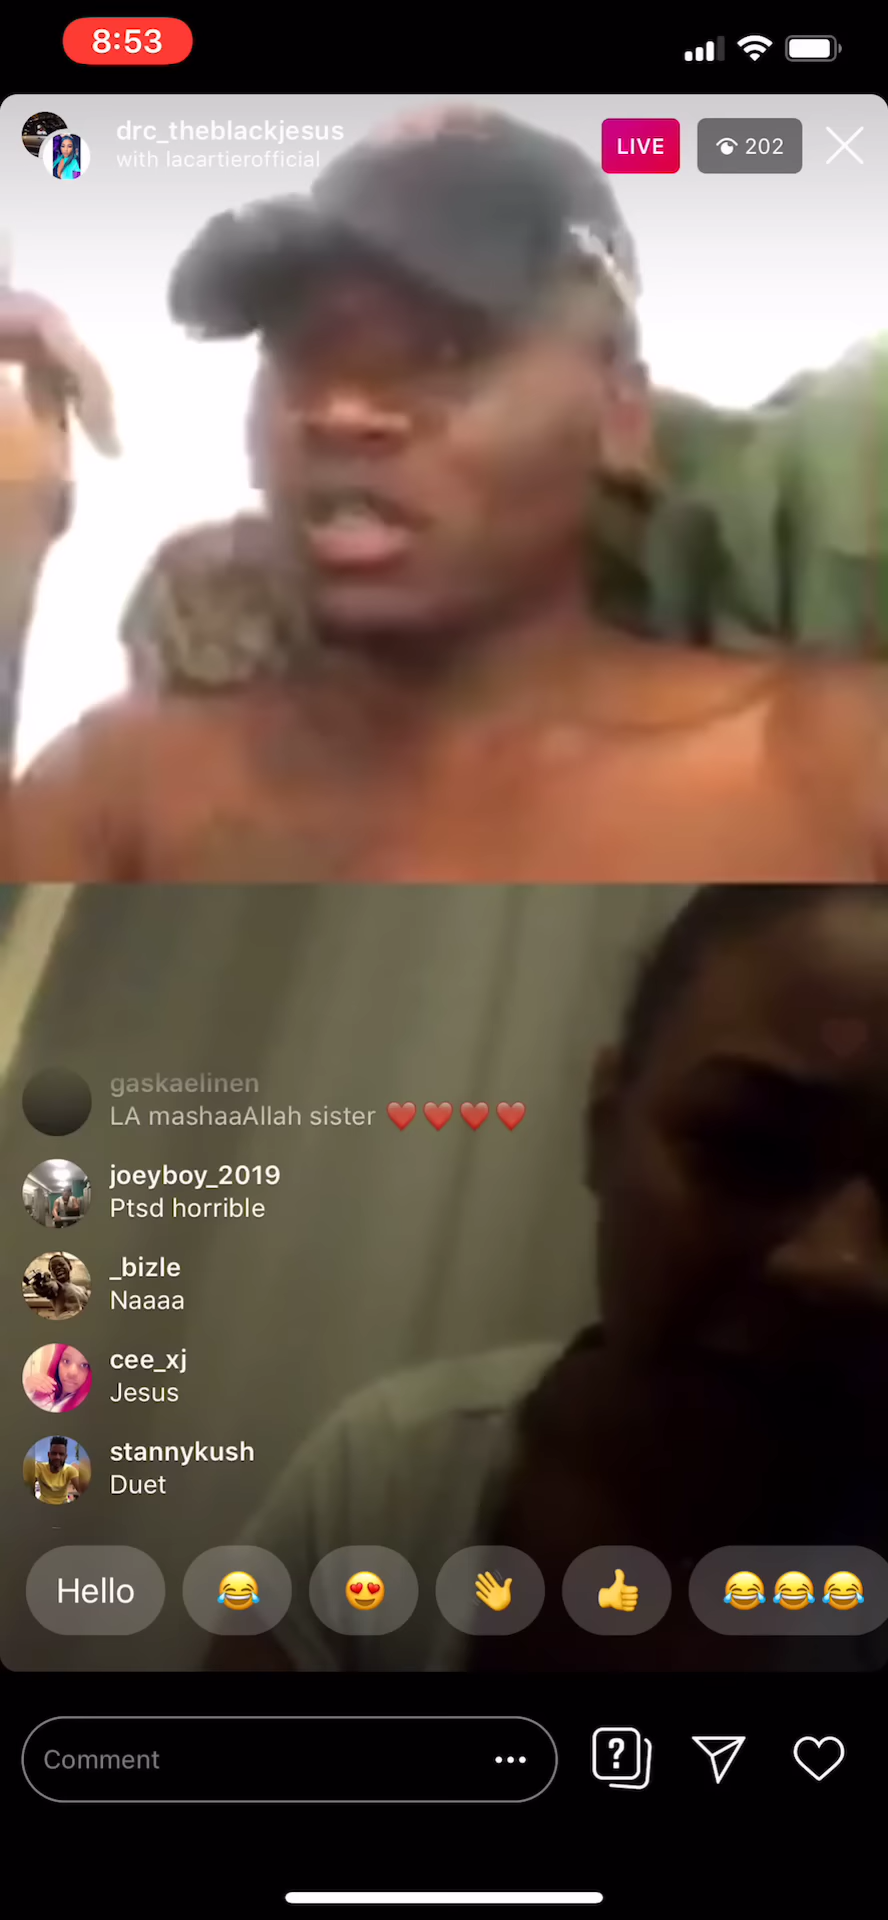 8:53
drc_theblackjesus
with lacartierofficial
LIVE
202
gaskaelinen
LA mashaaAllah sister ❤️❤️❤️❤️
joeyboy_2019
Ptsd horrible
_bizle
Naaaa
cee_xj
Jesus
stannykush
Duet
Hello 😂 😍 👋 👍 😂😂😂
Comment